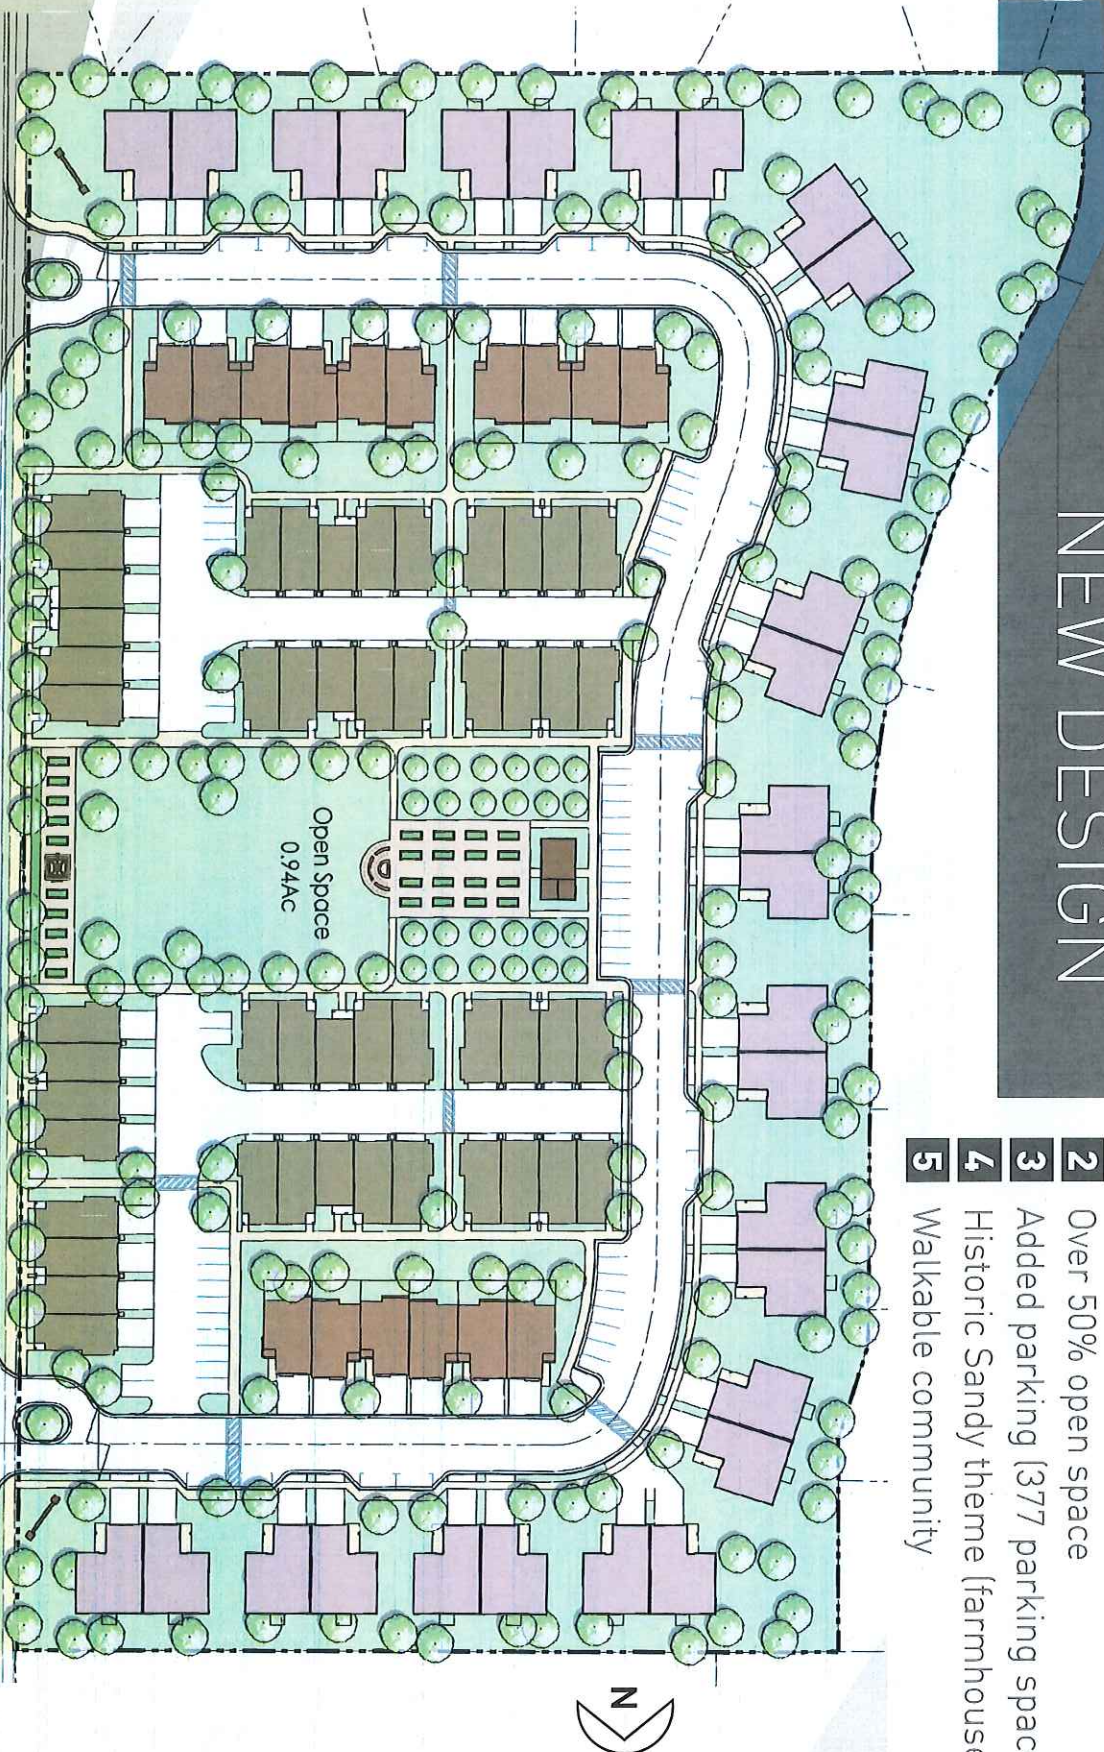 NEW DESIGN
2 Over 50% open space
3 Added parking (377 parking spac
4 Historic Sandy theme (farmhouse
5 Walkable community
Open Space
0.94Ac
N